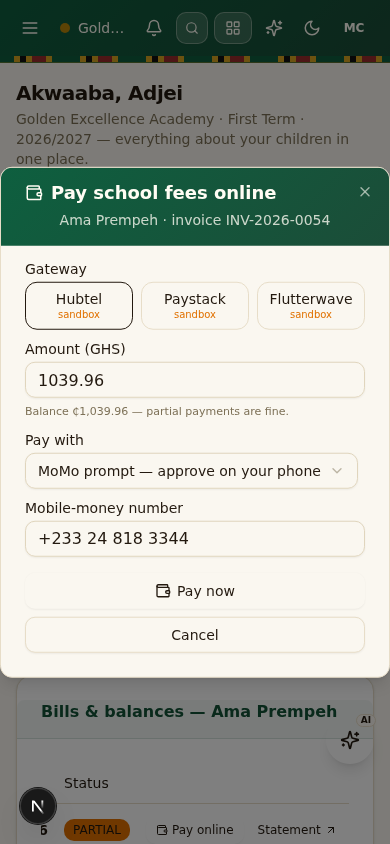 Gold...
MC
Akwaaba, Adjei
Golden Excellence Academy · First Term ·
2026/2027 — everything about your children in
one place.
Pay school fees online
Ama Prempeh · invoice INV-2026-0054
Gateway
Hubtel
sandbox
Paystack
sandbox
Flutterwave
sandbox
Amount (GHS)
1039.96
Balance ₵1,039.96 — partial payments are fine.
Pay with
MoMo prompt — approve on your phone
Mobile-money number
+233 24 818 3344
Pay now
Cancel
Bills & balances — Ama Prempeh
AI
Status
N
PARTIAL
Pay online
Statement ↗